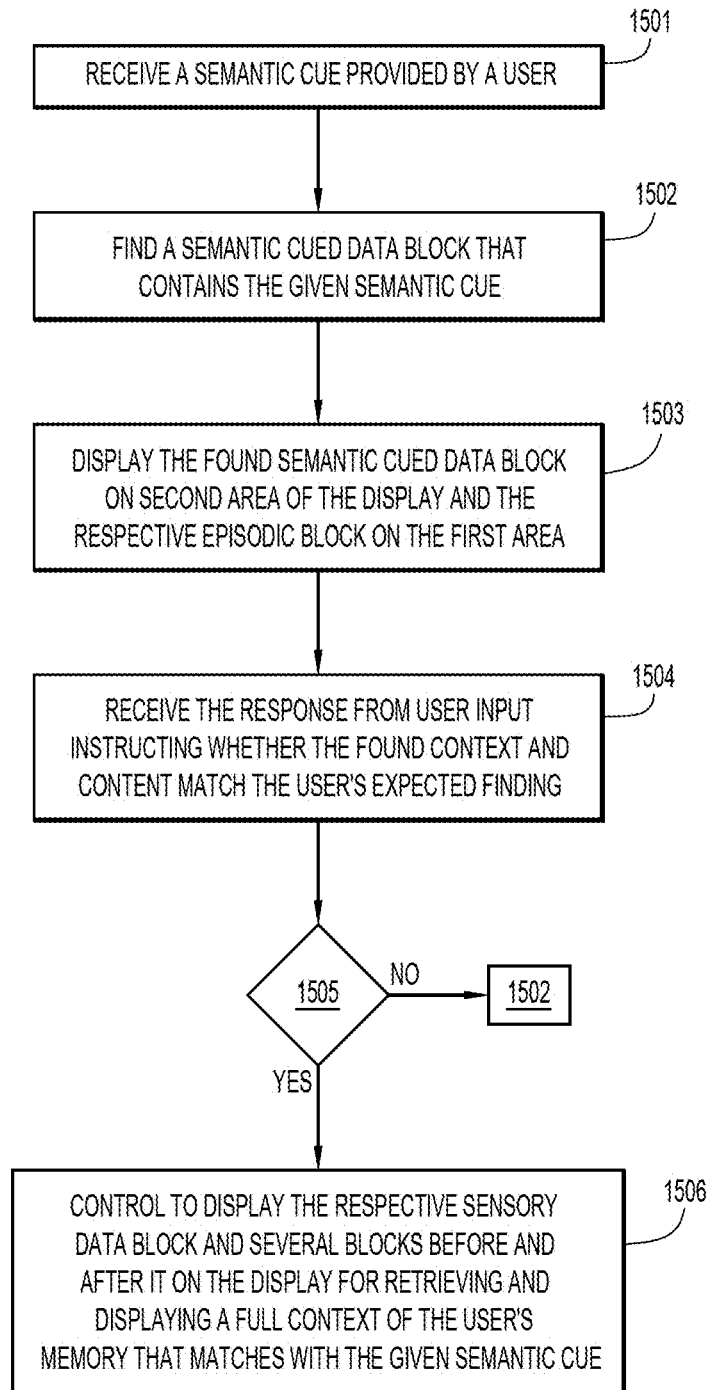 1501
RECEIVE A SEMANTIC CUE PROVIDED BY A USER
1502
FIND A SEMANTIC CUED DATA BLOCK THAT
CONTAINS THE GIVEN SEMANTIC CUE
1503
DISPLAY THE FOUND SEMANTIC CUED DATA BLOCK
ON SECOND AREA OF THE DISPLAY AND THE
RESPECTIVE EPISODIC BLOCK ON THE FIRST AREA
1504
RECEIVE THE RESPONSE FROM USER INPUT
INSTRUCTING WHETHER THE FOUND CONTEXT AND
CONTENT MATCH THE USER'S EXPECTED FINDING
1505
NO
1502
YES
1506
CONTROL TO DISPLAY THE RESPECTIVE SENSORY
DATA BLOCK AND SEVERAL BLOCKS BEFORE AND
AFTER IT ON THE DISPLAY FOR RETRIEVING AND
DISPLAYING A FULL CONTEXT OF THE USER'S
MEMORY THAT MATCHES WITH THE GIVEN SEMANTIC CUE